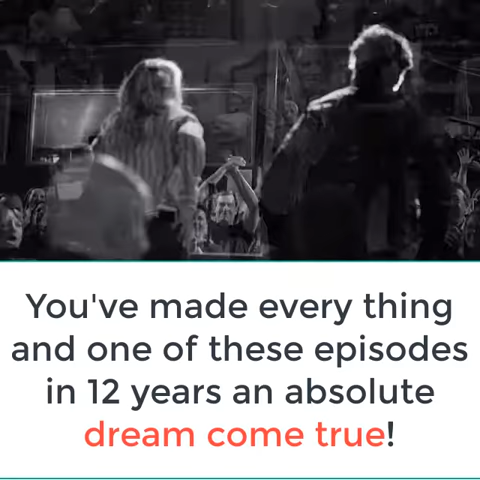 You've made every thing
and one of these episodes
in 12 years an absolute
dream come true!